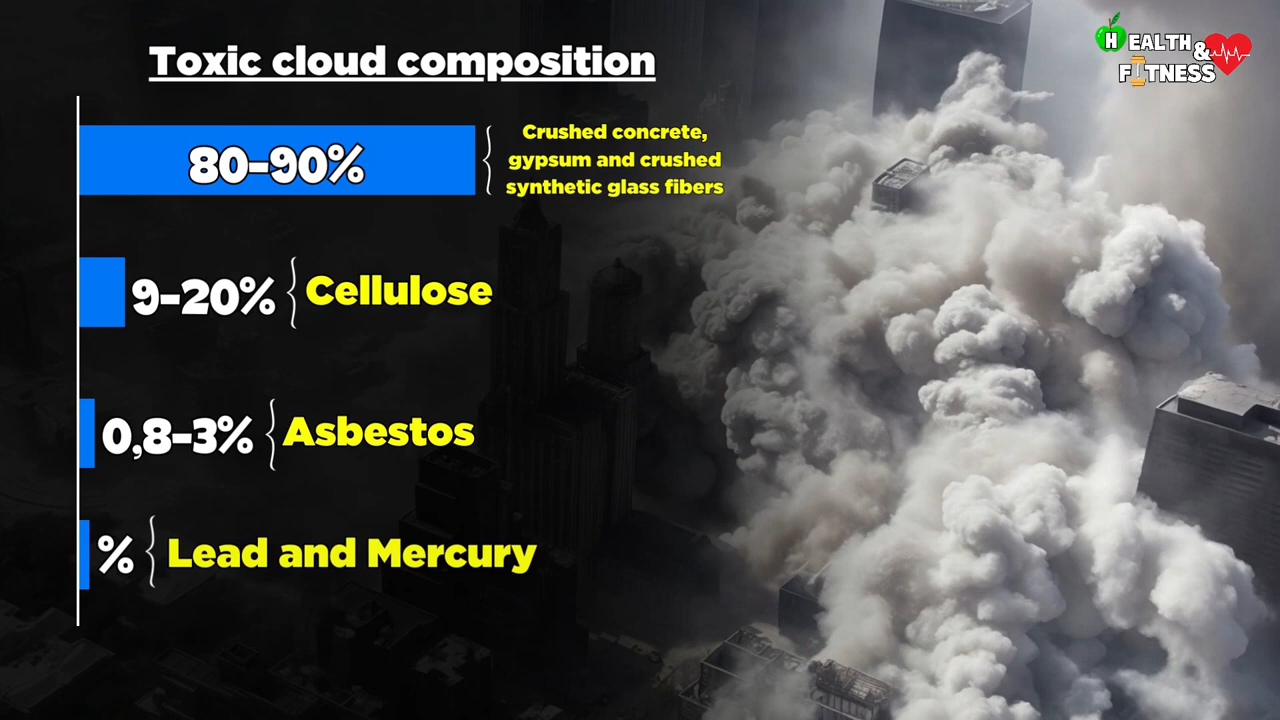 Toxic cloud composition
80-90%
Crushed concrete,
gypsum and crushed
synthetic glass fibers
9-20%
Cellulose
0,8-3%
Asbestos
%
Lead and Mercury
HEALTH
&
FITNESS